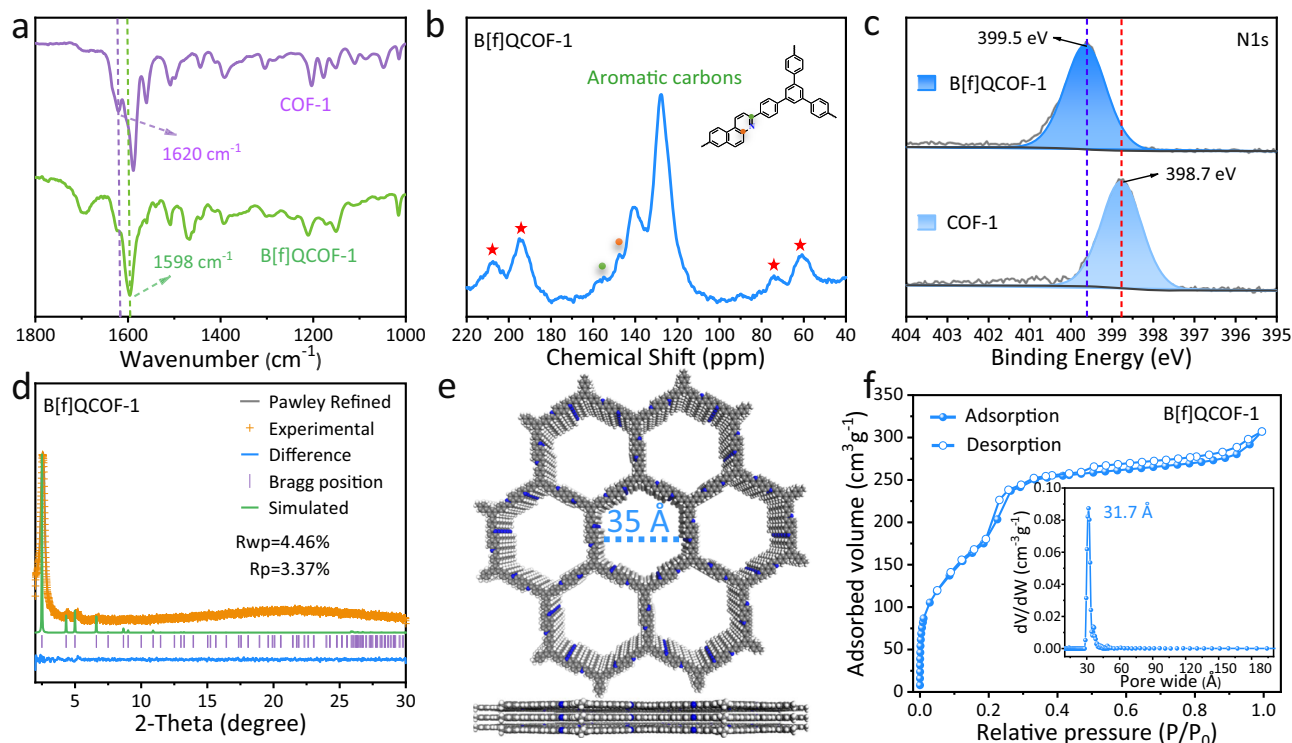 a
COF-1
1620 cm⁻¹
1598 cm⁻¹
B[f]QCOF-1
1800 1600 1400 1200 1000
Wavenumber (cm⁻¹)
b
B[f]QCOF-1
Aromatic carbons
N
220 200 180 160 140 120 100 80 60 40
Chemical Shift (ppm)
c
399.5 eV
N1s
B[f]QCOF-1
398.7 eV
COF-1
404 403 402 401 400 399 398 397 396 395
Binding Energy (eV)
d
B[f]QCOF-1
Pawley Refined
Experimental
Difference
Bragg position
Simulated
Rwp=4.46%
Rp=3.37%
5 10 15 20 25 30
2-Theta (degree)
e
35 Å
f
B[f]QCOF-1
Adsorption
Desorption
Adsorbed volume (cm³g⁻¹)
350
300
250
200
150
100
50
0
0.0 0.2 0.4 0.6 0.8 1.0
Relative pressure (P/P₀)
31.7 Å
dV/dW (cm⁻³g⁻¹)
0.10
0.08
0.06
0.04
0.02
0.00
30 60 90 120 150 180
Pore wide (Å)